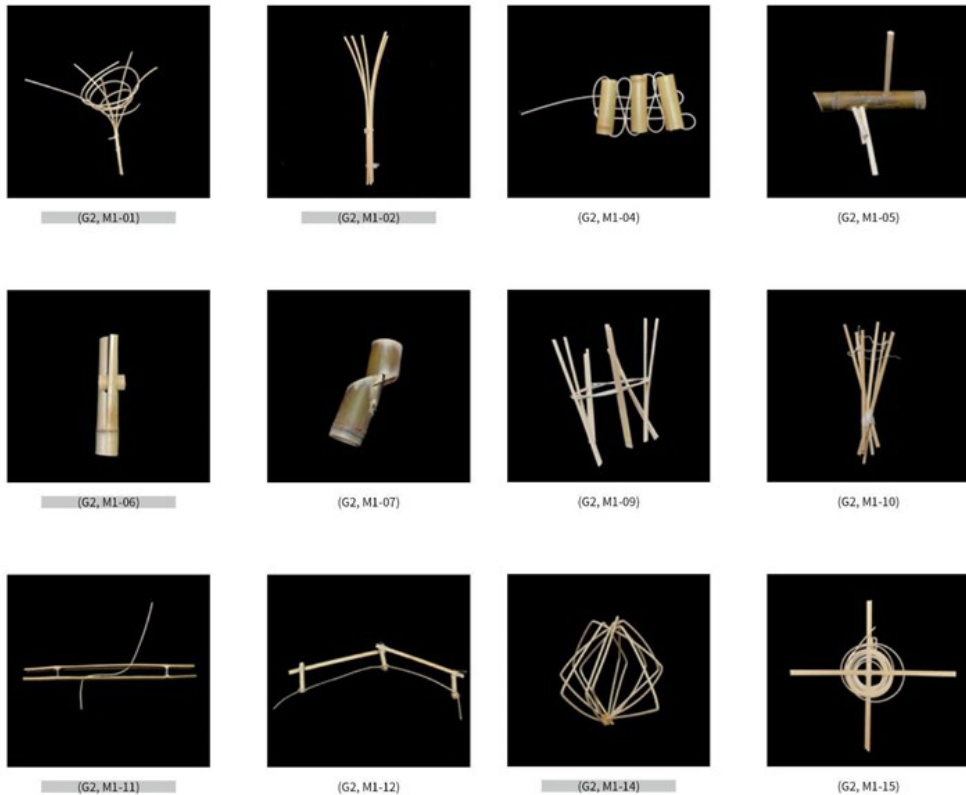 (G2, M1-01)
(G2, M1-02)
(G2, M1-04)
(G2, M1-05)
(G2, M1-06)
(G2, M1-07)
(G2, M1-09)
(G2, M1-10)
(G2, M1-11)
(G2, M1-12)
(G2, M1-14)
(G2, M1-15)